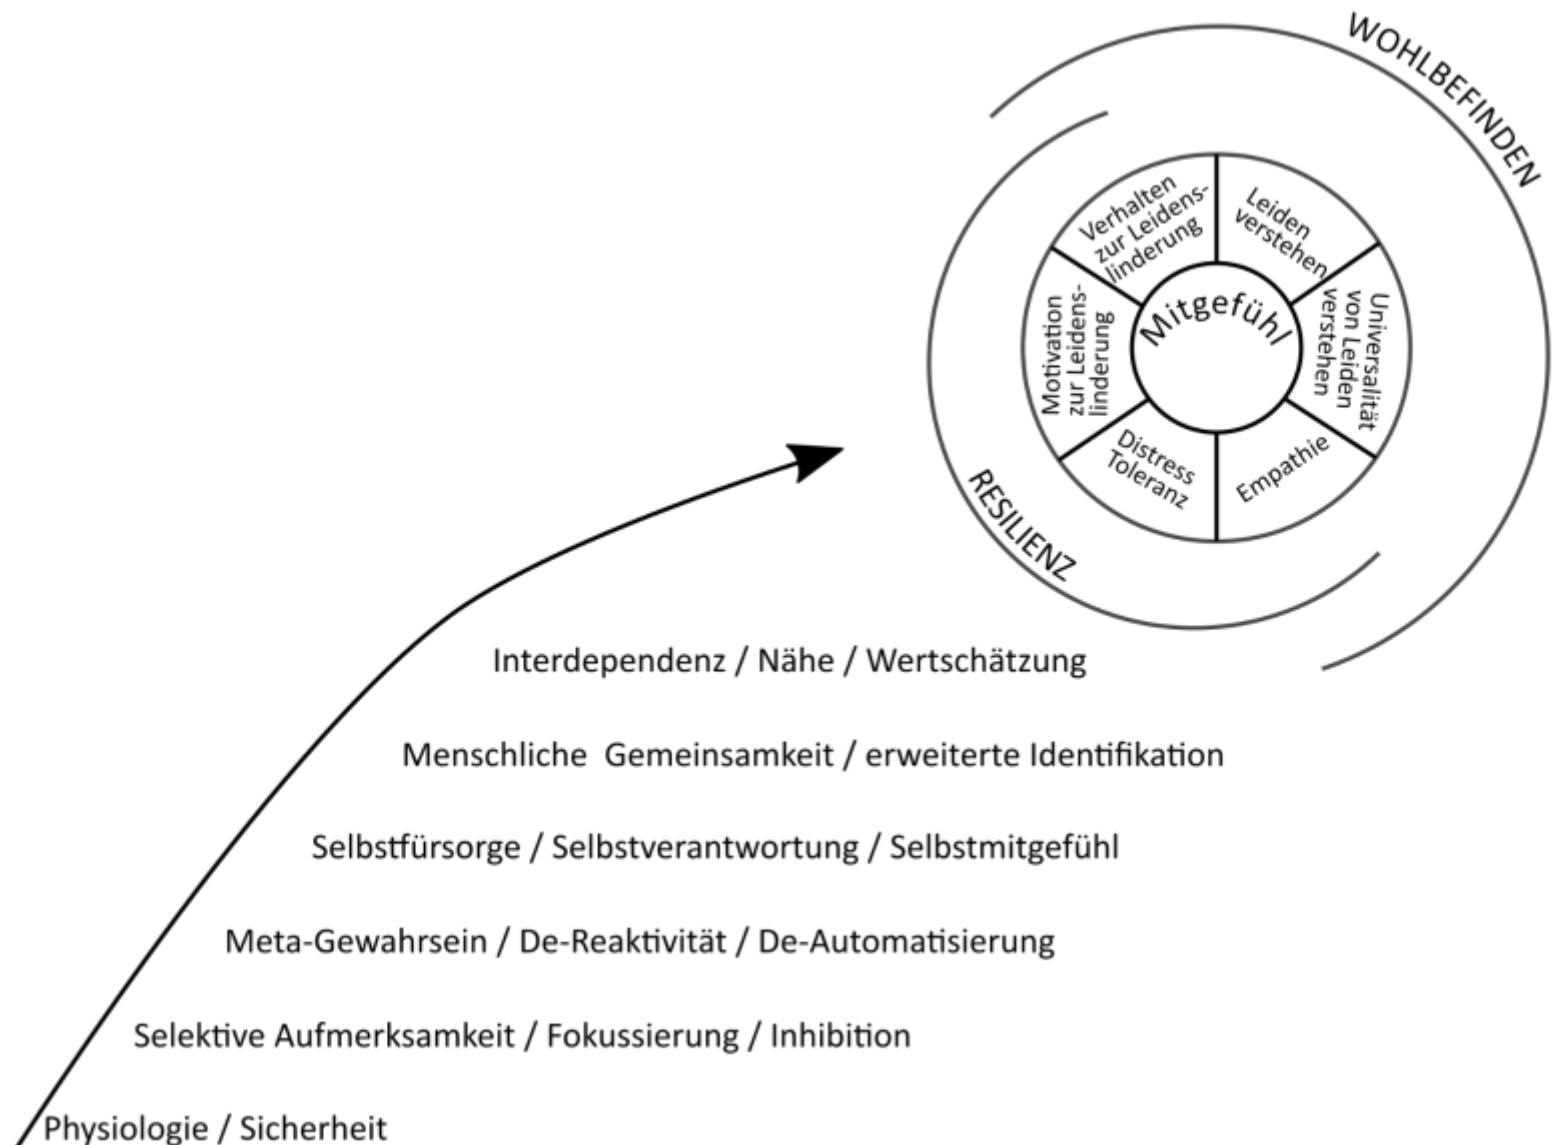 WOHLBEFINDEN
RESILIENZ
Mitgefühl
Leiden
verstehen
Universalität
von Leiden
verstehen
Empathie
Distress
Toleranz
Motivation
zur Leidens-
linderung
Verhalten
zur Leidens-
linderung
Interdependenz / Nähe / Wertschätzung
Menschliche  Gemeinsamkeit / erweiterte Identifikation
Selbstfürsorge / Selbstverantwortung / Selbstmitgefühl
Meta-Gewahrsein / De-Reaktivität / De-Automatisierung
Selektive Aufmerksamkeit / Fokussierung / Inhibition
Physiologie / Sicherheit